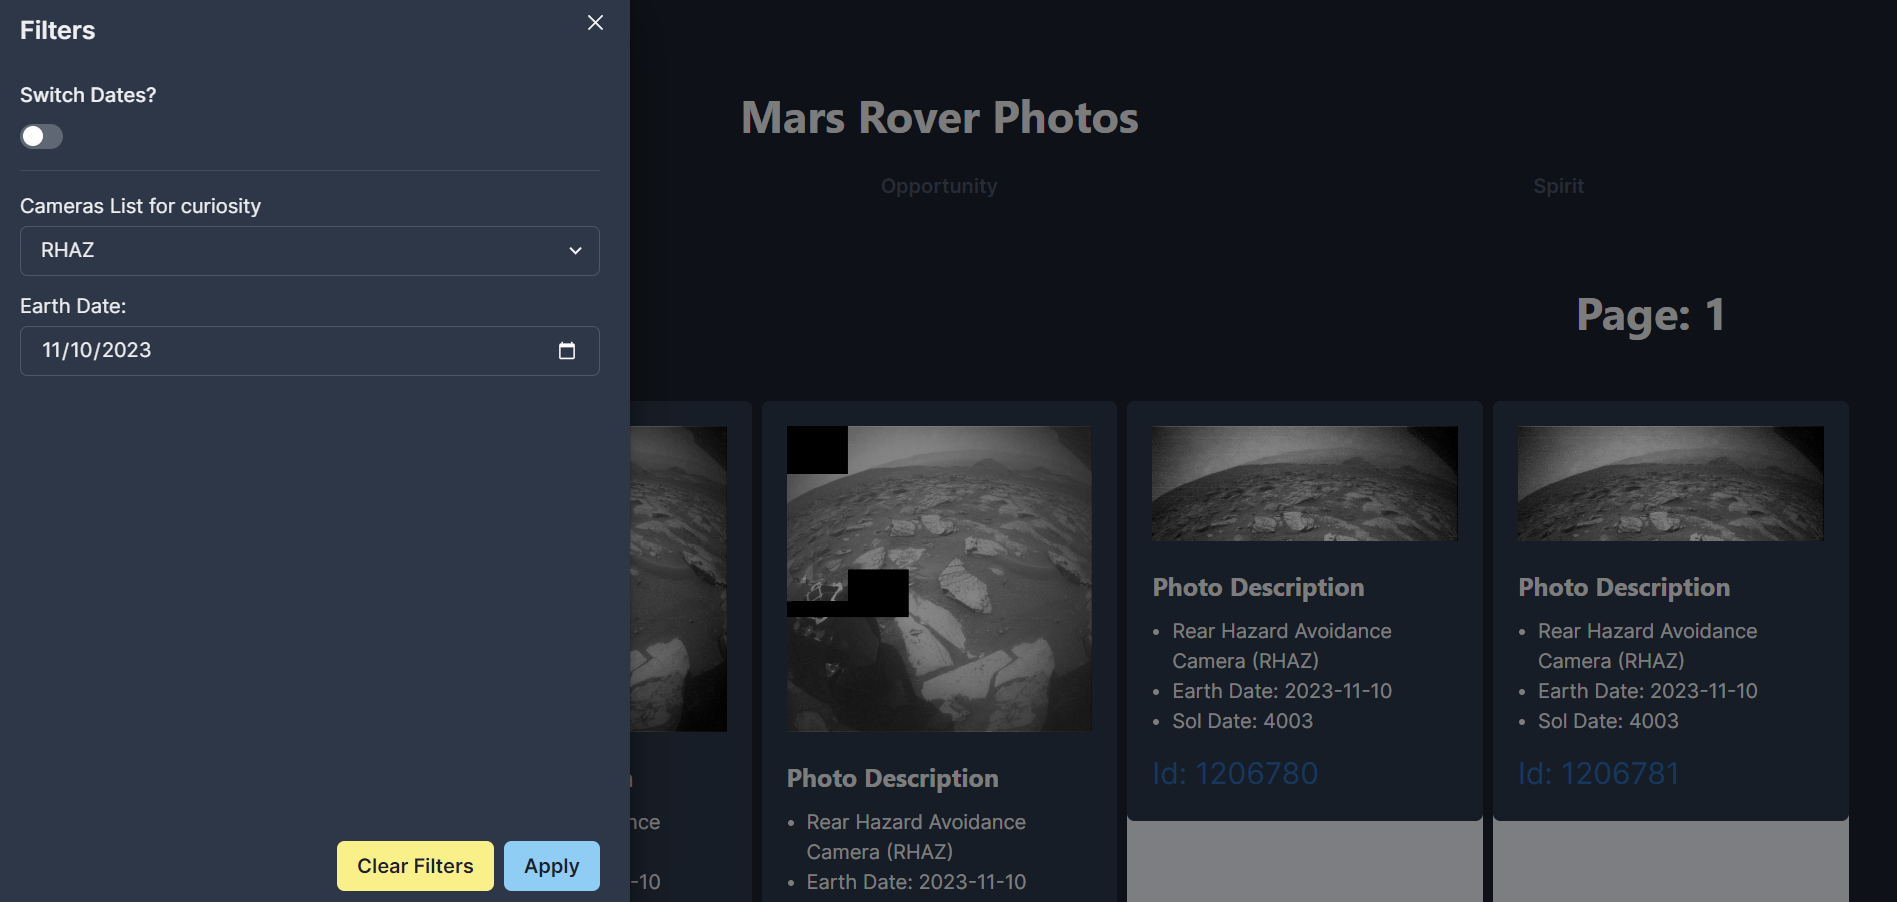 Filters
Switch Dates?
Cameras List for curiosity
RHAZ
Earth Date:
11/10/2023
Clear Filters
Apply
Mars Rover Photos
Opportunity
Spirit
Page: 1
-10
Photo Description
Rear Hazard Avoidance
Camera (RHAZ)
Earth Date: 2023-11-10
Photo Description
Rear Hazard Avoidance
Camera (RHAZ)
Earth Date: 2023-11-10
Sol Date: 4003
Id: 1206780
Photo Description
Rear Hazard Avoidance
Camera (RHAZ)
Earth Date: 2023-11-10
Sol Date: 4003
Id: 1206781